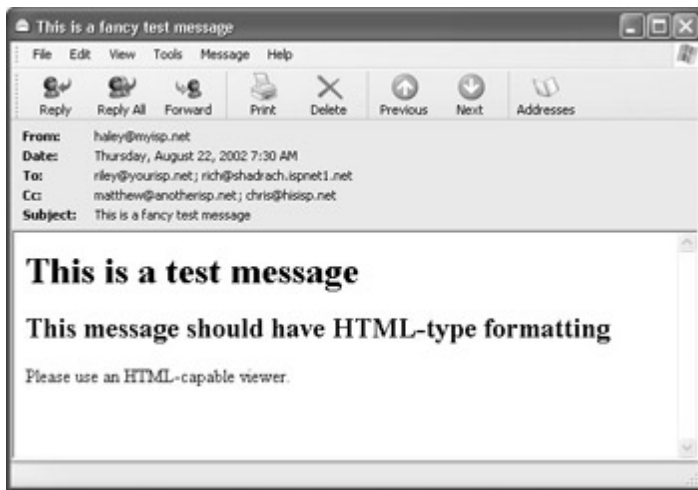 This is a fancy test message
File Edit View Tools Message Help
Reply Reply All Forward Print Delete Previous Next Addresses
From: haley@myisp.net
Date: Thursday, August 22, 2002 7:30 AM
To: riley@yourisp.net; rich@shadrach.ispnet1.net
Cc: matthew@anotherisp.net; chris@hisisp.net
Subject: This is a fancy test message
This is a test message
This message should have HTML-type formatting
Please use an HTML-capable viewer.